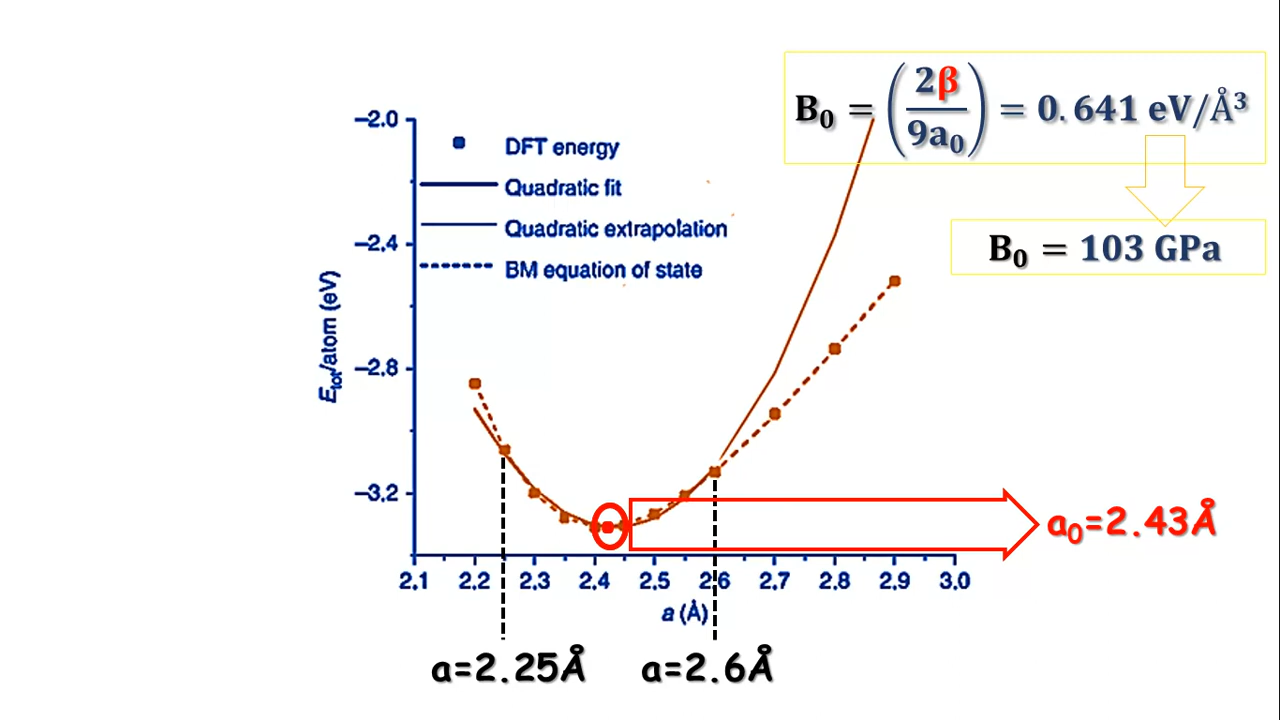 B₀ = (2β/9a₀) = 0.641 eV/Å³
B₀ = 103 GPa
DFT energy
Quadratic fit
Quadratic extrapolation
BM equation of state
E_tot/atom (eV)
−2.0
−2.4
−2.8
−3.2
2.1 2.2 2.3 2.4 2.5 2.6 2.7 2.8 2.9 3.0
a (Å)
a₀=2.43Å
a=2.25Å
a=2.6Å